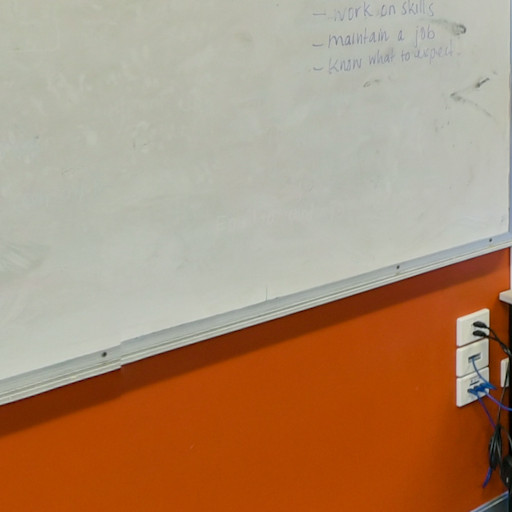 - work on skills
- maintain a job
- know what to expect.